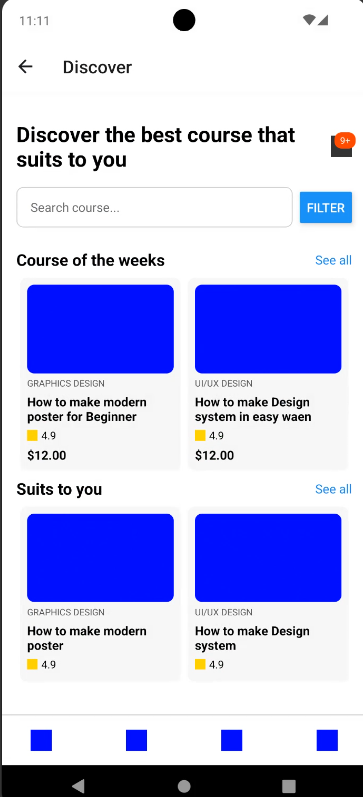 11:11
Discover
Discover the best course that
suits to you
9+
Search course...
FILTER
Course of the weeks
See all
GRAPHICS DESIGN
How to make modern
poster for Beginner
4.9
$12.00
UI/UX DESIGN
How to make Design
system in easy waen
4.9
$12.00
Suits to you
See all
GRAPHICS DESIGN
How to make modern
poster
4.9
UI/UX DESIGN
How to make Design
system
4.9